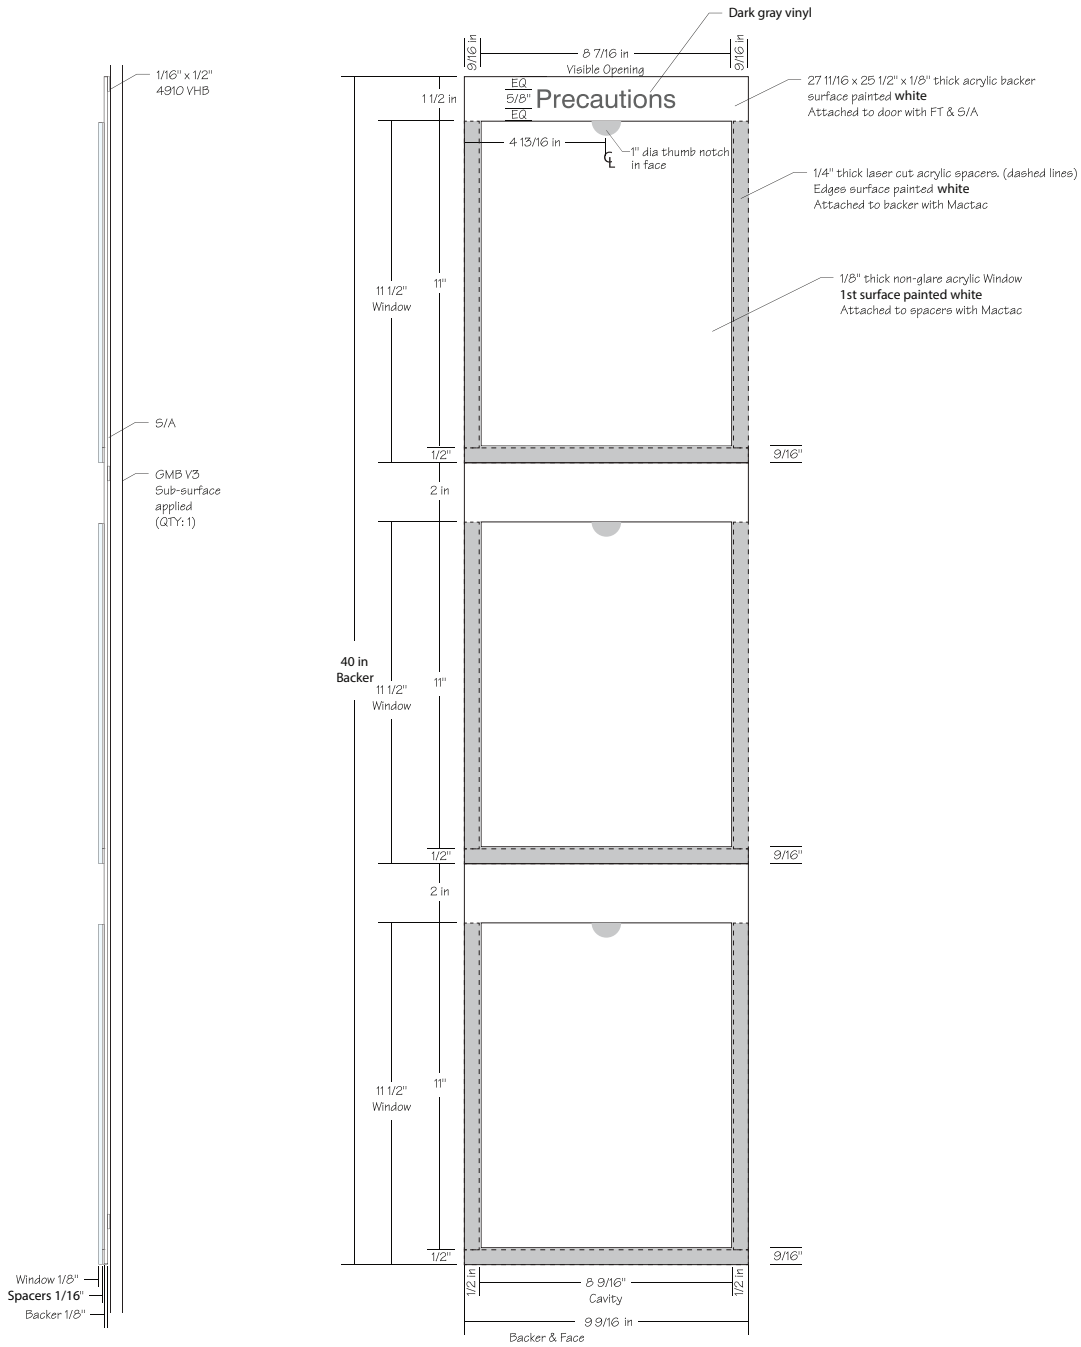 Dark gray vinyl
9/16 in
8 7/16 in
Visible Opening
9/16 in
1/16" x 1/2"
4910 VHB
1 1/2 in
EQ
5/8"
EQ
Precautions
27 11/16 x 25 1/2" x 1/8" thick acrylic backer
surface painted white
Attached to door with FT & S/A
4 13/16 in
CL
1" dia thumb notch
in face
1/4" thick laser cut acrylic spacers. (dashed lines)
Edges surface painted white
Attached to backer with Mactac
11 1/2"
Window
11"
1/8" thick non-glare acrylic Window
1st surface painted white
Attached to spacers with Mactac
S/A
1/2"
9/16"
GMB V3
Sub-surface
applied
(QTY: 1)
2 in
40 in
Backer
11 1/2"
Window
11"
1/2"
9/16"
2 in
11 1/2"
Window
11"
1/2"
9/16"
Window 1/8"
Spacers 1/16"
Backer 1/8"
1/2 in
8 9/16"
Cavity
1/2 in
9 9/16 in
Backer & Face